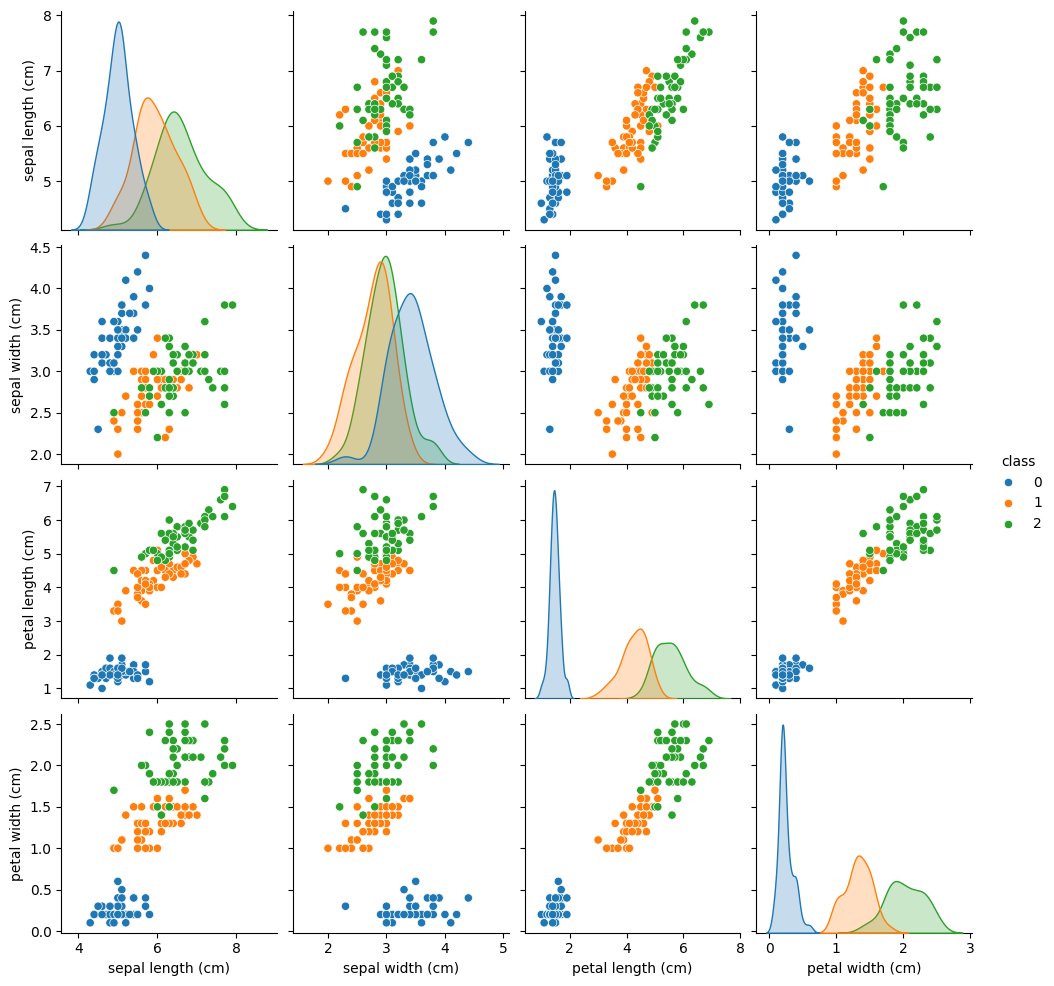 8
7
6
5
sepal length (cm)
4.5
4.0
3.5
3.0
2.5
2.0
sepal width (cm)
class
0
1
2
7
6
5
4
3
2
1
petal length (cm)
2.5
2.0
1.5
1.0
0.5
0.0
petal width (cm)
4 6 8
2 3 4 5
2 4 6 8
0 1 2 3
sepal length (cm)
sepal width (cm)
petal length (cm)
petal width (cm)